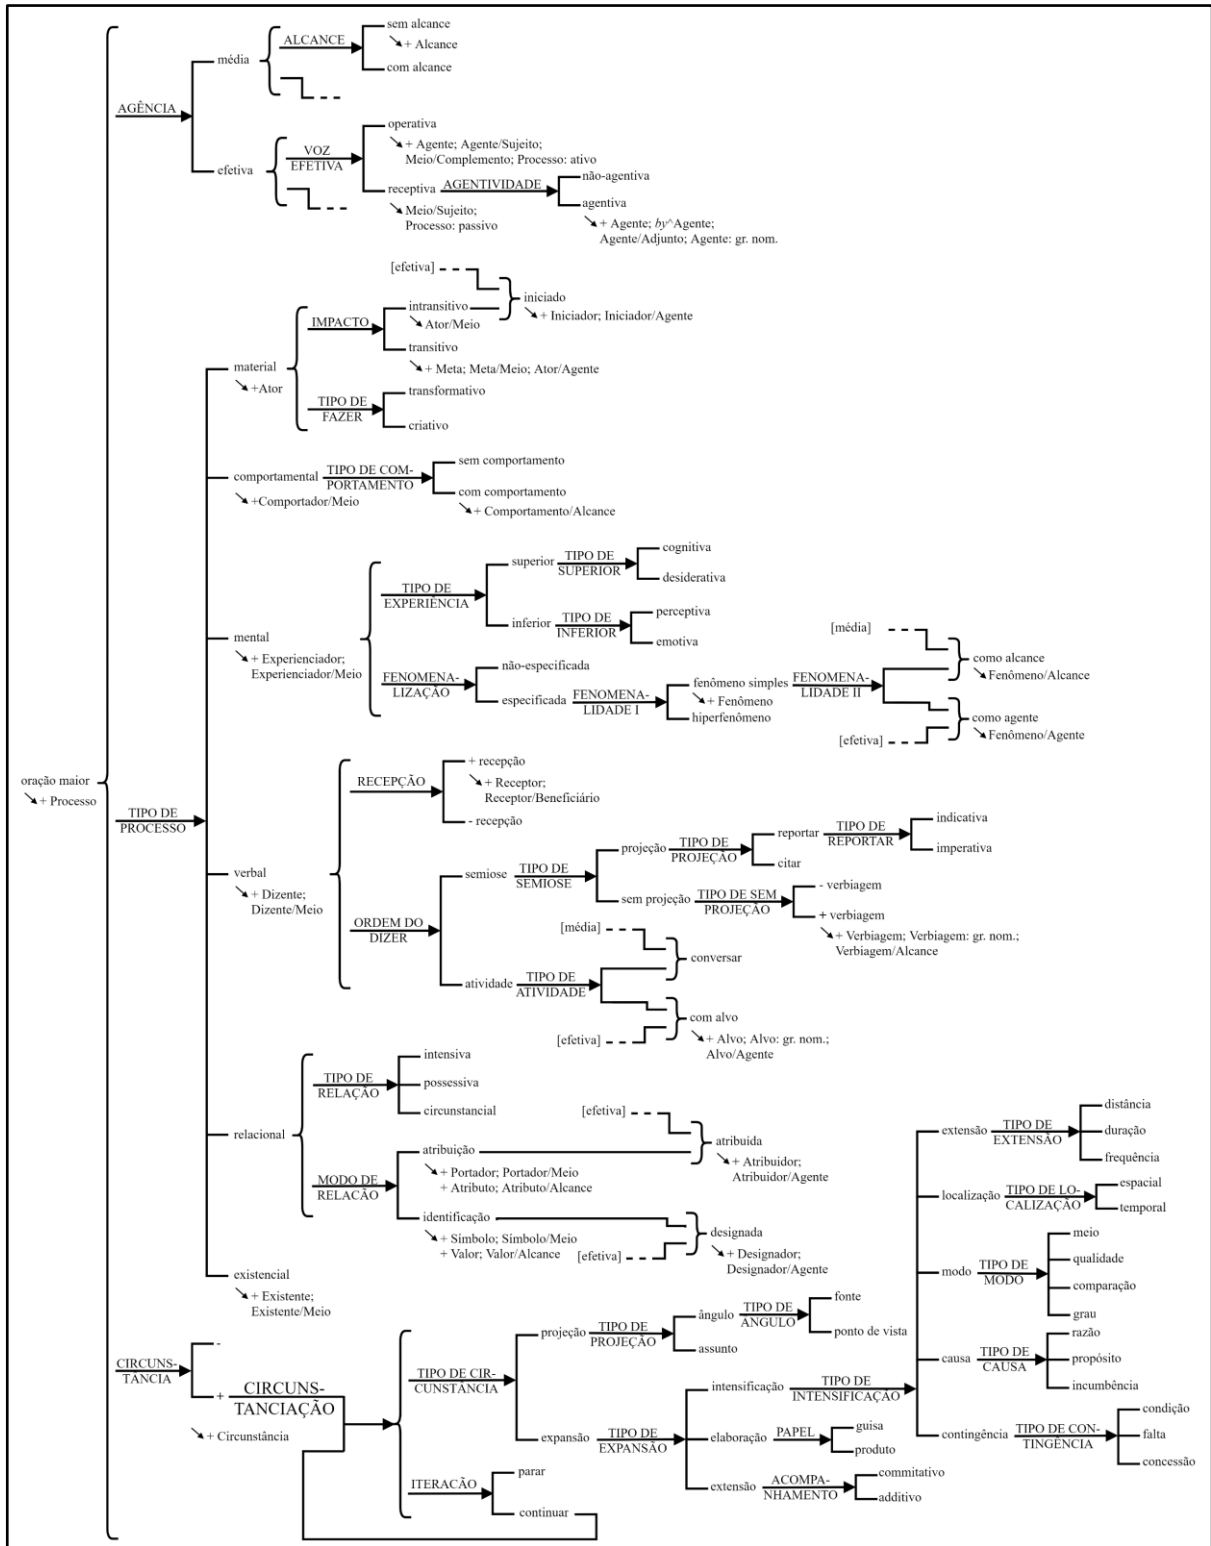 sem alcance
ALCANCE
↘ + Alcance
média
com alcance
AGÊNCIA
operativa
↘ + Agente; Agente/Sujeito;
Meio/Complemento; Processo: ativo
VOZ
EFETIVA
efetiva
não-agentiva
receptiva
AGENTIVIDADE
agentiva
↘ Meio/Sujeito;
Processo: passivo
↘ + Agente; by^Agente;
Agente/Adjunto; Agente: gr. nom.
[efetiva]
iniciado
↘ + Iniciador; Iniciador/Agente
intransitivo
↘ Ator/Meio
IMPACTO
transitivo
↘ + Meta; Meta/Meio; Ator/Agente
material
↘ +Ator
transformativo
TIPO DE
FAZER
criativo
sem comportamento
comportamental
TIPO DE COM-
PORTAMENTO
↘ +Comportador/Meio
com comportamento
↘ + Comportamento/Alcance
cognitiva
superior
TIPO DE
SUPERIOR
desiderativa
TIPO DE
EXPERIÊNCIA
perceptiva
inferior
TIPO DE
INFERIOR
emotiva
mental
↘ + Experienciador;
Experienciador/Meio
[média]
como alcance
↘ Fenômeno/Alcance
não-especificada
FENOMENA-
LIZAÇÃO
especificada
FENOMENA-
LIDADE I
fenômeno simples
↘ + Fenômeno
hiperfenômeno
FENOMENA-
LIDADE II
como agente
↘ Fenômeno/Agente
[efetiva]
oração maior
↘ + Processo
TIPO DE
PROCESSO
+ recepção
RECEPÇÃO
↘ + Receptor;
Receptor/Beneficiário
- recepção
indicativa
reportar
TIPO DE
REPORTAR
imperativa
projeção
TIPO DE
PROJEÇÃO
citar
semiose
TIPO DE
SEMIOSE
verbal
↘ + Dizente;
Dizente/Meio
- verbiagem
sem projeção
TIPO DE SEM
PROJEÇÃO
+ verbiagem
↘ + Verbiagem; Verbiagem: gr. nom.;
Verbiagem/Alcance
ORDEM DO
DIZER
[média]
conversar
atividade
TIPO DE
ATIVIDADE
com alvo
[efetiva]
↘ + Alvo; Alvo: gr. nom.;
Alvo/Agente
intensiva
TIPO DE
RELAÇÃO
possessiva
circunstancial
relacional
[efetiva]
atribuida
↘ + Atribuidor;
Atribuidor/Agente
atribuição
↘ + Portador; Portador/Meio
+ Atributo; Atributo/Alcance
MODO DE
RELACÃO
identificação
↘ + Símbolo; Símbolo/Meio
+ Valor; Valor/Alcance
[efetiva]
designada
↘ + Designador;
Designador/Agente
existencial
↘ + Existente;
Existente/Meio
distância
extensão
TIPO DE
EXTENSÃO
duração
frequência
espacial
localização
TIPO DE LO-
CALIZAÇÃO
temporal
meio
qualidade
modo
TIPO DE
MODO
comparação
grau
razão
causa
TIPO DE
CAUSA
propósito
incumbência
condição
contingência
TIPO DE CON-
TINGÊNCIA
falta
concessão
CIRCUNS-
TÂNCIA
-
+
CIRCUNS-
TANCIAÇÃO
↘ + Circunstância
fonte
ângulo
TIPO DE
ANGULO
ponto de vista
projeção
TIPO DE
PROJEÇÃO
assunto
TIPO DE CIR-
CUNSTÂNCIA
intensificação
TIPO DE
INTENSIFICAÇÃO
expansão
TIPO DE
EXPANSÃO
elaboração
PAPEL
guisa
produto
extensão
ACOMPA-
NHAMENTO
commitativo
additivo
parar
ITERACÃO
continuar